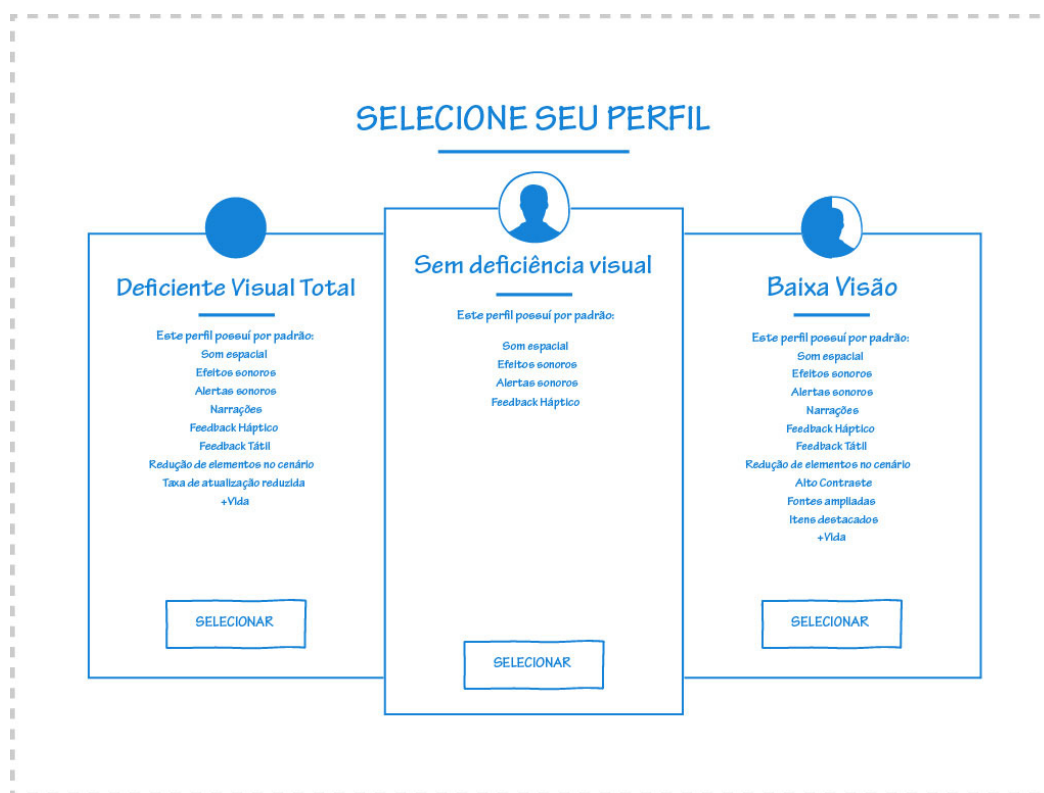 SELECIONE SEU PERFIL
Deficiente Visual Total
Este perfil possuí por padrão:
Som espacial
Efeitos sonoros
Alertas sonoros
Narrações
Feedback Háptico
Feedback Tátil
Redução de elementos no cenário
Taxa de atualização reduzida
+Vida
SELECIONAR
Sem deficiência visual
Este perfil possuí por padrão:
Som espacial
Efeitos sonoros
Alertas sonoros
Feedback Háptico
SELECIONAR
Baixa Visão
Este perfil possuí por padrão:
Som espacial
Efeitos sonoros
Alertas sonoros
Narrações
Feedback Háptico
Feedback Tátil
Redução de elementos no cenário
Alto Contraste
Fontes ampliadas
Itens destacados
+Vida
SELECIONAR